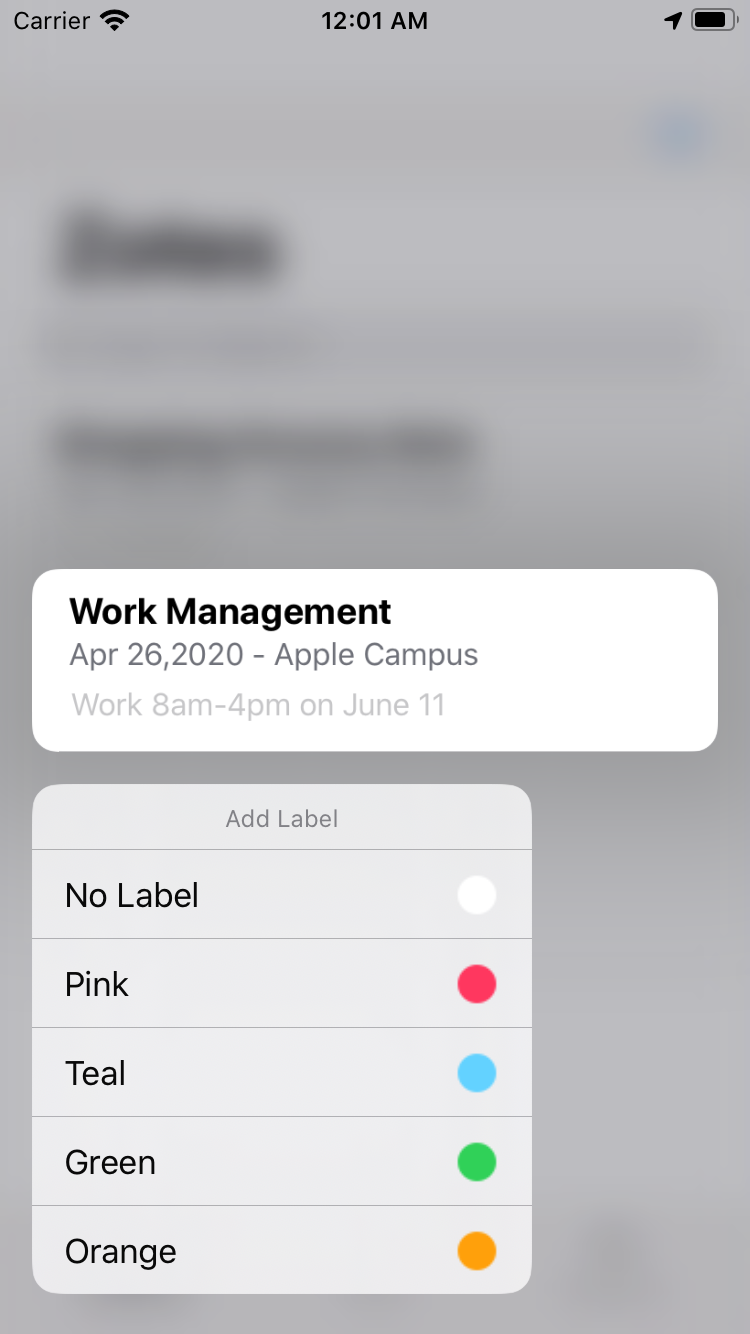 Carrier 12:01 AM
Work Management
Apr 26,2020 - Apple Campus
Work 8am-4pm on June 11
Add Label
No Label
Pink
Teal
Green
Orange